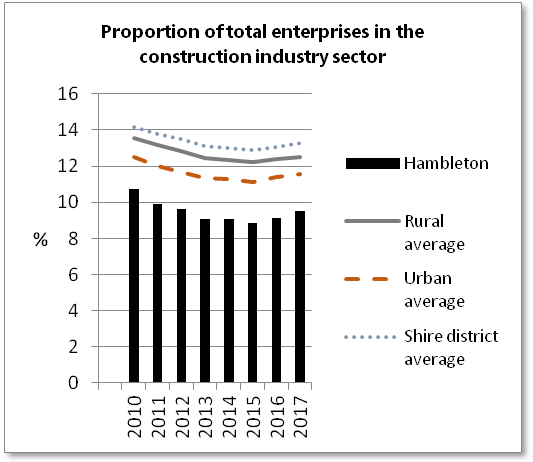 Proportion of total enterprises in the
construction industry sector
16
14
12
10
8
6
4
2
0
%
2010
2011
2012
2013
2014
2015
2016
2017
Hambleton
Rural
average
Urban
average
Shire district
average